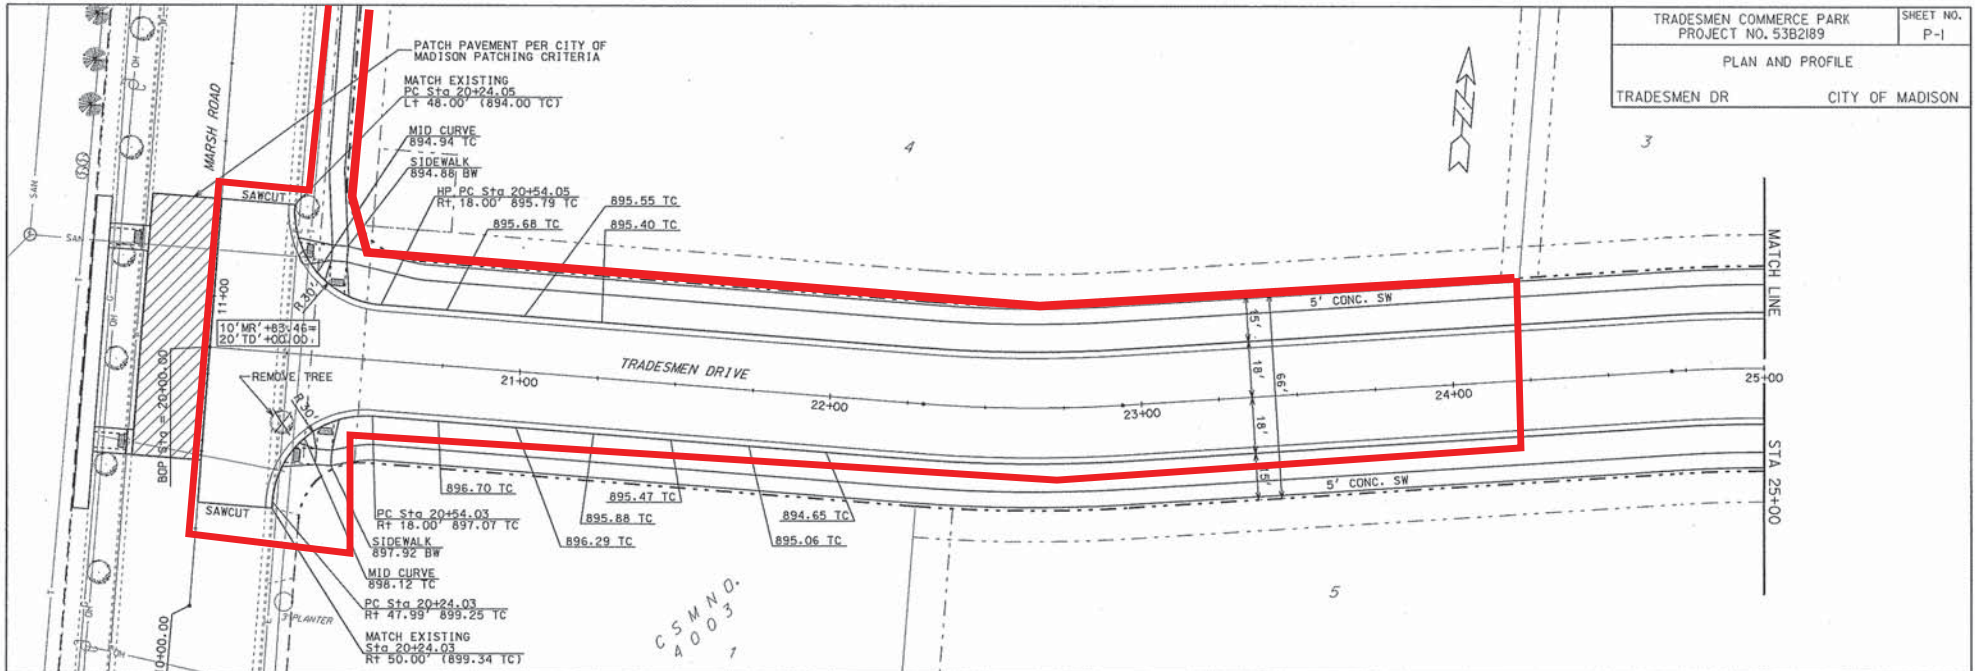 TRADESMEN COMMERCE PARK
PROJECT NO. 53B2189
SHEET NO.
P-1
PLAN AND PROFILE
TRADESMEN DR
CITY OF MADISON
PATCH PAVEMENT PER CITY OF
MADISON PATCHING CRITERIA
MATCH EXISTING
PC Sta 20+24.05
Lt 48.00' (894.00 TC)
MID CURVE
894.94 TC
SIDEWALK
894.88 BW
HP, PC Sta 20+54.05
Rt, 18.00' 895.79 TC
895.68 TC
895.55 TC
895.40 TC
MARSH ROAD
SAWCUT
SAN
SAN
OH
OH
OH
OH
4
3
MATCH LINE
STA 25+00
5' CONC. SW
15'
18'
66'
18'
15'
R 30'
11+00
10'MR'+83.46=
20'TD'+00.00
BOP Sta = 20+00.00
REMOVE TREE
R 30'
TRADESMEN DRIVE
21+00
22+00
23+00
24+00
25+00
5' CONC. SW
SAWCUT
896.70 TC
895.47 TC
894.65 TC
895.88 TC
895.06 TC
896.29 TC
PC Sta 20+54.03
Rt 18.00' 897.07 TC
SIDEWALK
897.92 BW
MID CURVE
898.12 TC
PC Sta 20+24.03
Rt 47.99' 899.25 TC
MATCH EXISTING
Sta 20+24.03
Rt 50.00' (899.34 TC)
PLANTER
10+00.00
CSM NO.
A003
1
5